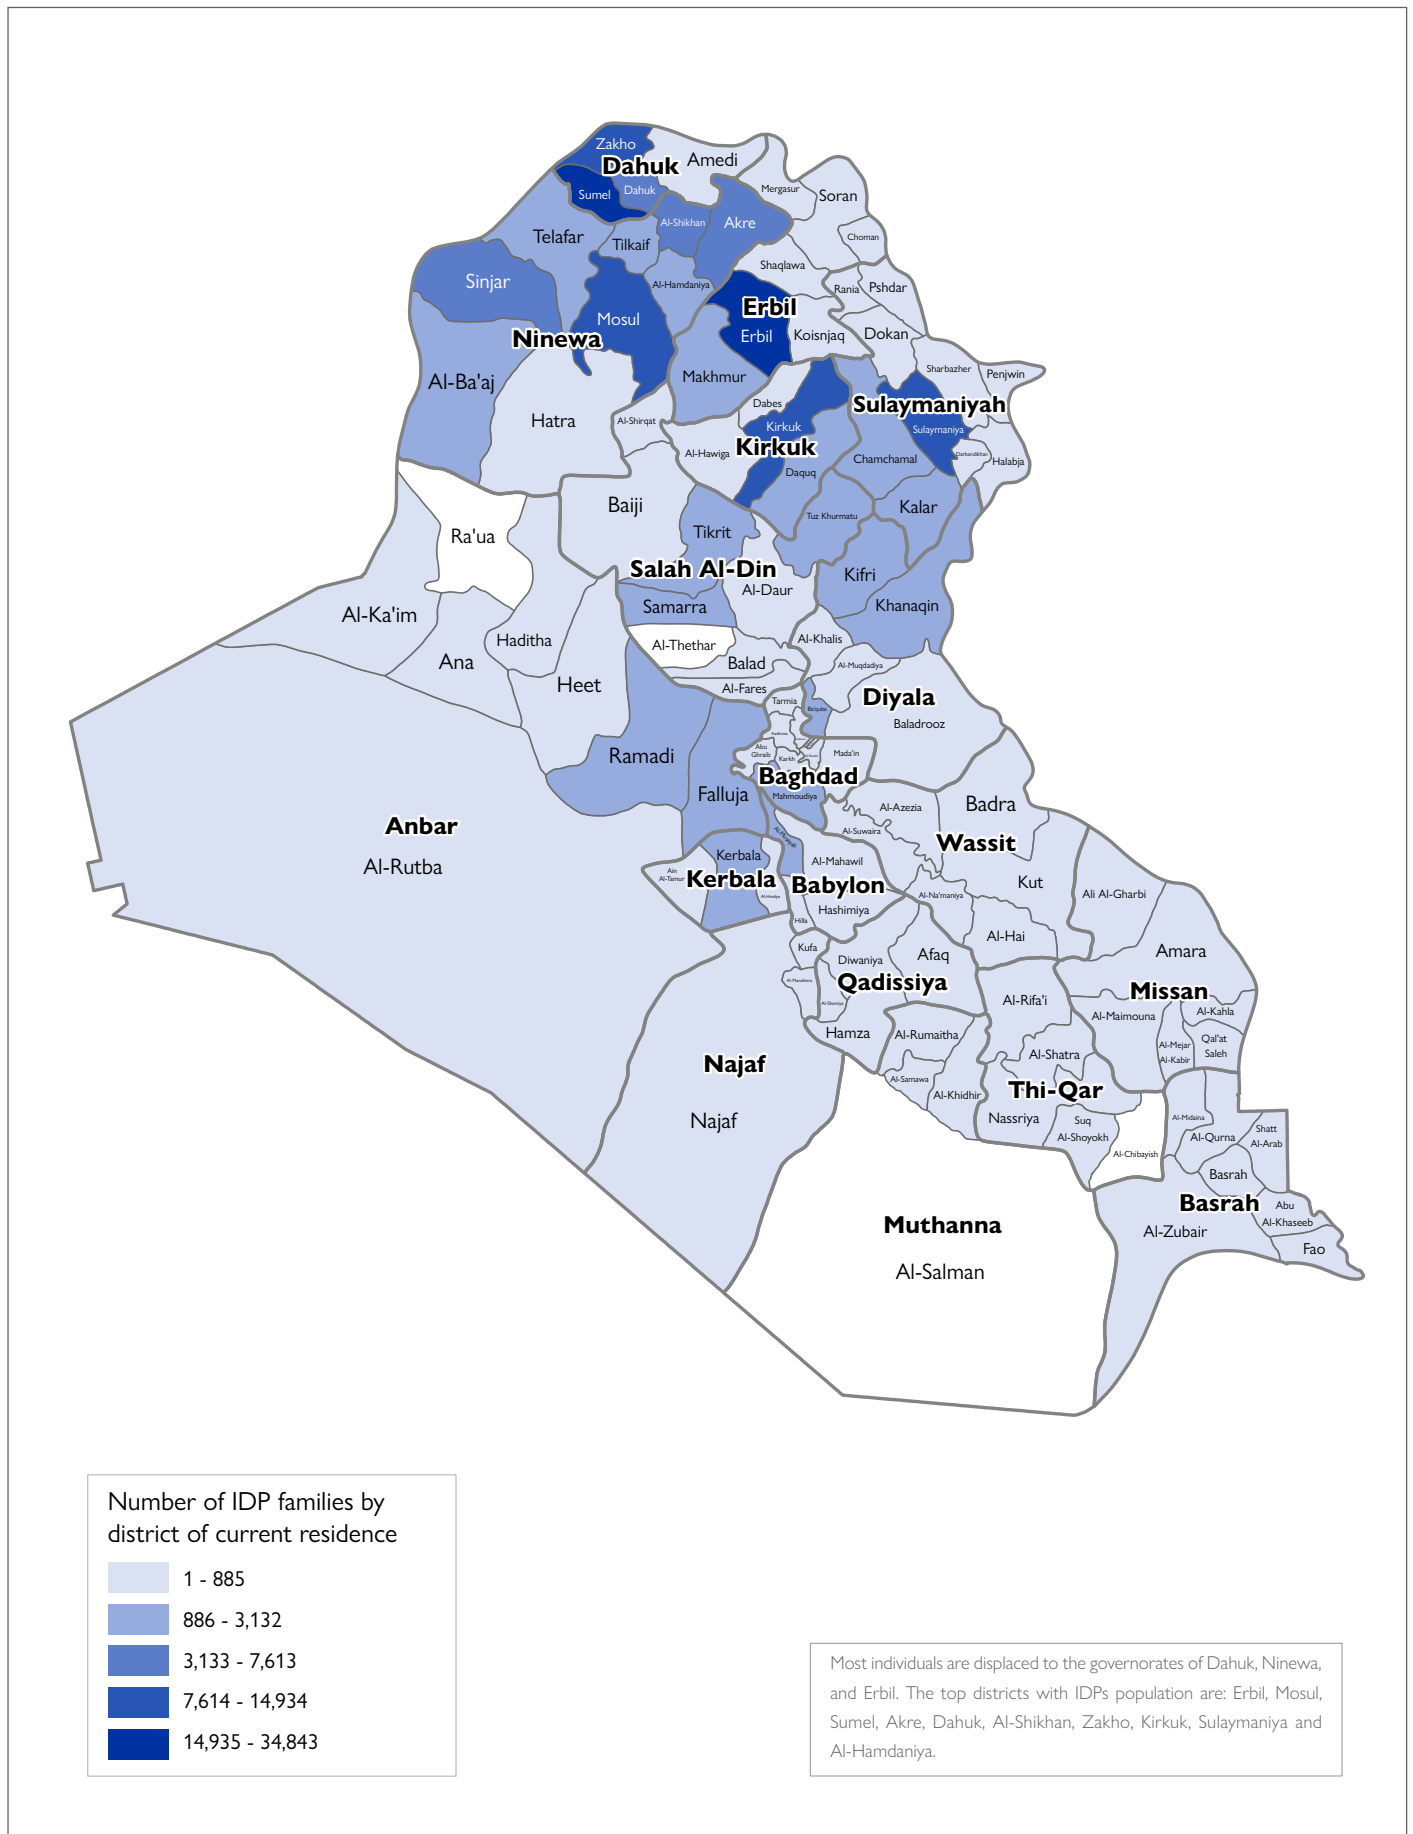 Zakho
Dahuk
Amedi
Sumel
Dahuk
Mergasur
Soran
Al-Shikhan
Akre
Choman
Telafar
Tilkaif
Shaqlawa
Sinjar
Al-Hamdaniya
Rania
Pshdar
Erbil
Mosul
Erbil
Koisnjaq
Dokan
Ninewa
Sharbazher
Penjwin
Al-Ba'aj
Makhmur
Dabes
Sulaymaniyah
Hatra
Al-Shirqat
Kirkuk
Sulaymaniya
Kirkuk
Al-Hawiga
Darbandikhan
Halabja
Chamchamal
Daquq
Baiji
Tuz Khurmatu
Kalar
Ra'ua
Tikrit
Salah Al-Din
Kifri
Al-Daur
Samarra
Khanaqin
Al-Ka'im
Haditha
Al-Thethar
Al-Khalis
Ana
Balad
Al-Muqdadiya
Heet
Al-Fares
Diyala
Tarmia
Ba'quba
Baladrooz
Abu
Ghraib
Karkh
Mada'in
Ramadi
Baghdad
Falluja
Mahmoudiya
Al-Azezia
Badra
Anbar
Al-Suwaira
Wassit
Al-Rutba
Kerbala
Al-Mahawil
Ain
Al-Tamur
Kerbala
Babylon
Kut
Al-Na'maniya
Ali Al-Gharbi
Hashimiya
Hilla
Al-Hai
Kufa
Diwaniya
Afaq
Amara
Qadissiya
Missan
Al-Rifa'i
Al-Kahla
Al-Maimouna
Hamza
Al-Rumaitha
Al-Mejar
Al-Kabir
Qal'at
Saleh
Al-Shatra
Najaf
Al-Samawa
Thi-Qar
Al-Khidhir
Najaf
Nassriya
Suq
Al-Shoyokh
Al-Midaina
Al-Qurna
Shatt
Al-Arab
Al-Chibayish
Basrah
Basrah
Abu
Al-Khaseeb
Al-Zubair
Fao
Muthanna
Al-Salman
Number of IDP families by
district of current residence
1 - 885
886 - 3,132
3,133 - 7,613
7,614 - 14,934
14,935 - 34,843
Most individuals are displaced to the governorates of Dahuk, Ninewa,
and Erbil. The top districts with IDPs population are: Erbil, Mosul,
Sumel, Akre, Dahuk, Al-Shikhan, Zakho, Kirkuk, Sulaymaniya and
Al-Hamdaniya.